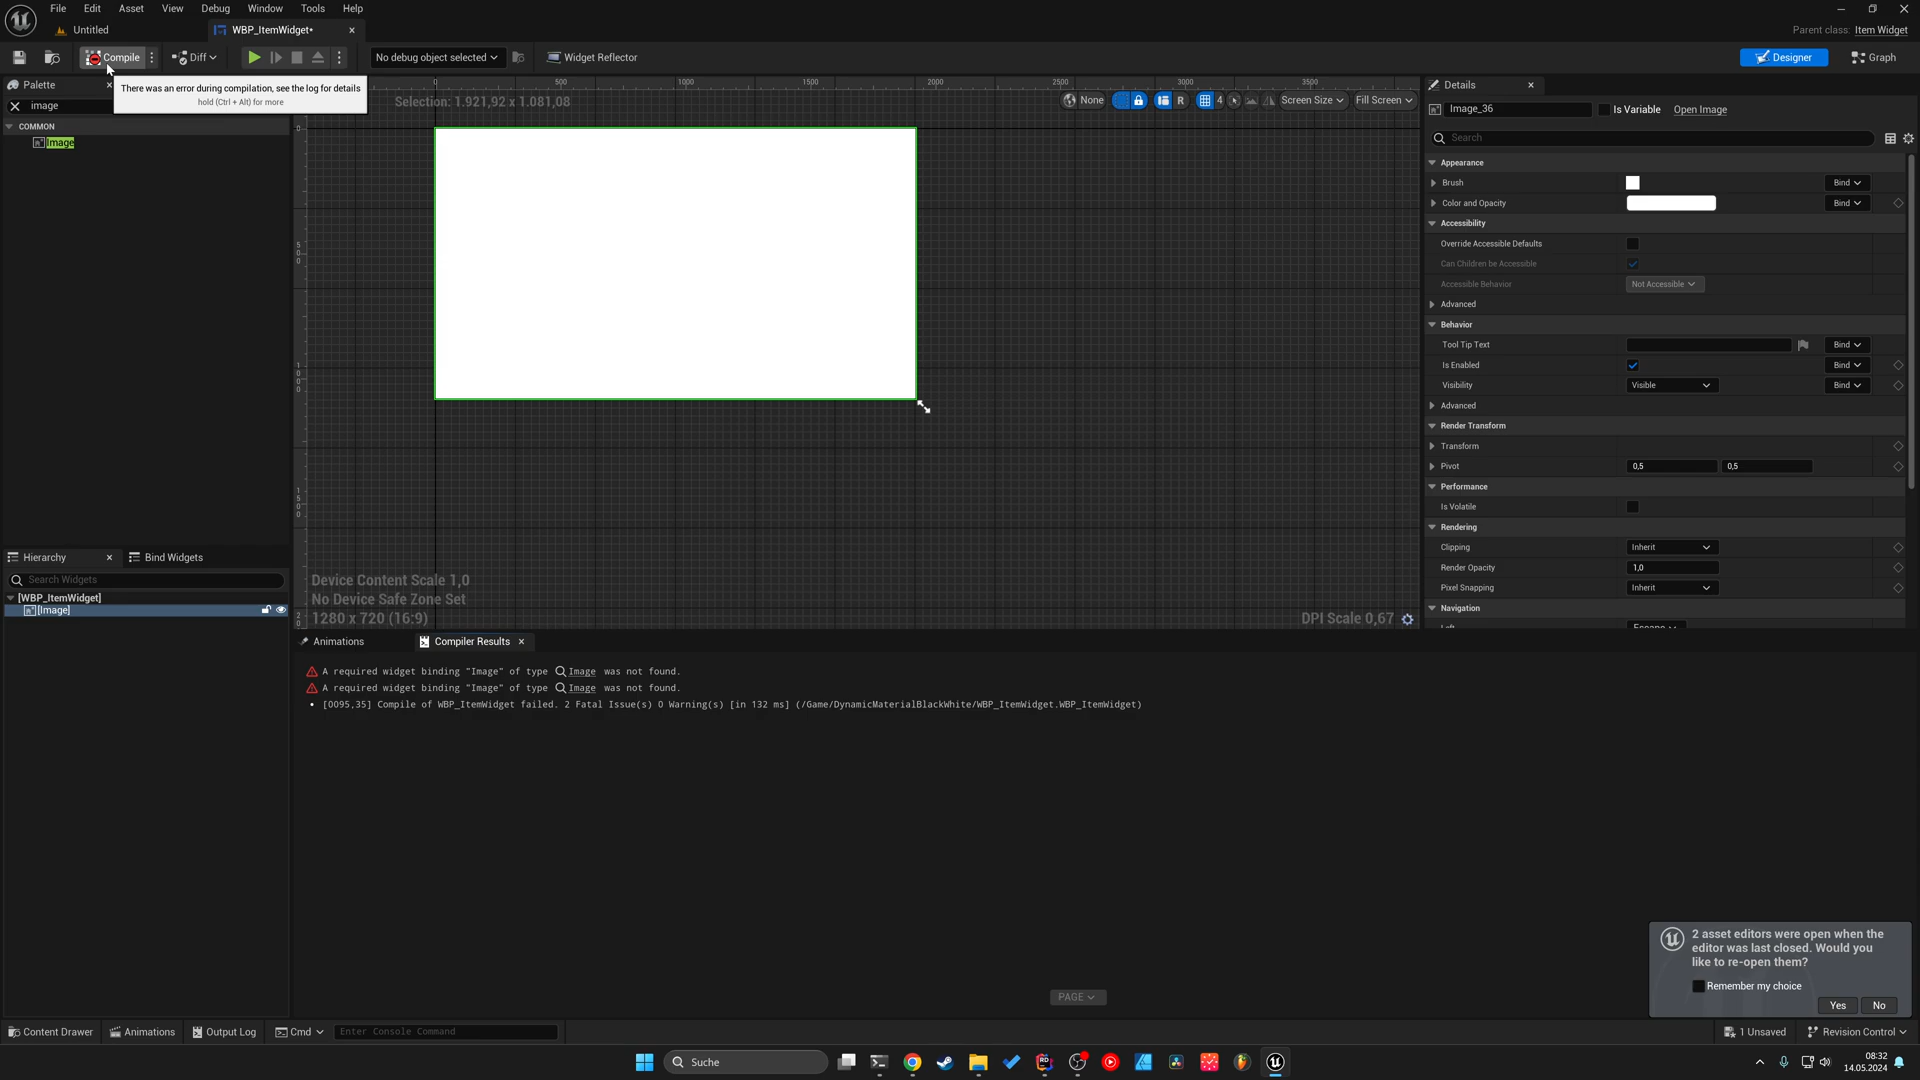 File Edit Asset View Debug Window Tools Help
Untitled
WBP_ItemWidget*
Parent class: Item Widget
Compile
Diff
No debug object selected
Widget Reflector
Designer
Graph
Palette
image
There was an error during compilation, see the log for details
hold (Ctrl + Alt) for more
COMMON
Image
0 500 1000 1500 2000 2500 3000 3500
Selection: 1.921,92 x 1.081,08
None
R
4
Screen Size
Fill Screen
Device Content Scale 1,0
No Device Safe Zone Set
1280 x 720 (16:9)
DPI Scale 0,67
Hierarchy
Bind Widgets
Search Widgets
[WBP_ItemWidget]
[Image]
Details
Image_36
Is Variable
Open Image
Search
Appearance
Brush
Bind
Color and Opacity
Bind
Accessibility
Override Accessible Defaults
Can Children be Accessible
Accessible Behavior
Not Accessible
Advanced
Behavior
Tool Tip Text
Bind
Is Enabled
Bind
Visibility
Visible
Bind
Advanced
Render Transform
Transform
Pivot
0,5
0,5
Performance
Is Volatile
Rendering
Clipping
Inherit
Render Opacity
1,0
Pixel Snapping
Inherit
Navigation
Left
Escape
Animations
Compiler Results
A required widget binding "Image" of type Image was not found.
A required widget binding "Image" of type Image was not found.
[0095,35] Compile of WBP_ItemWidget failed. 2 Fatal Issue(s) 0 Warning(s) [in 132 ms] (/Game/DynamicMaterialBlackWhite/WBP_ItemWidget.WBP_ItemWidget)
PAGE
2 asset editors were open when the
editor was last closed. Would you
like to re-open them?
Remember my choice
Yes
No
Content Drawer
Animations
Output Log
Cmd
Enter Console Command
1 Unsaved
Revision Control
Suche
08:32
14.05.2024